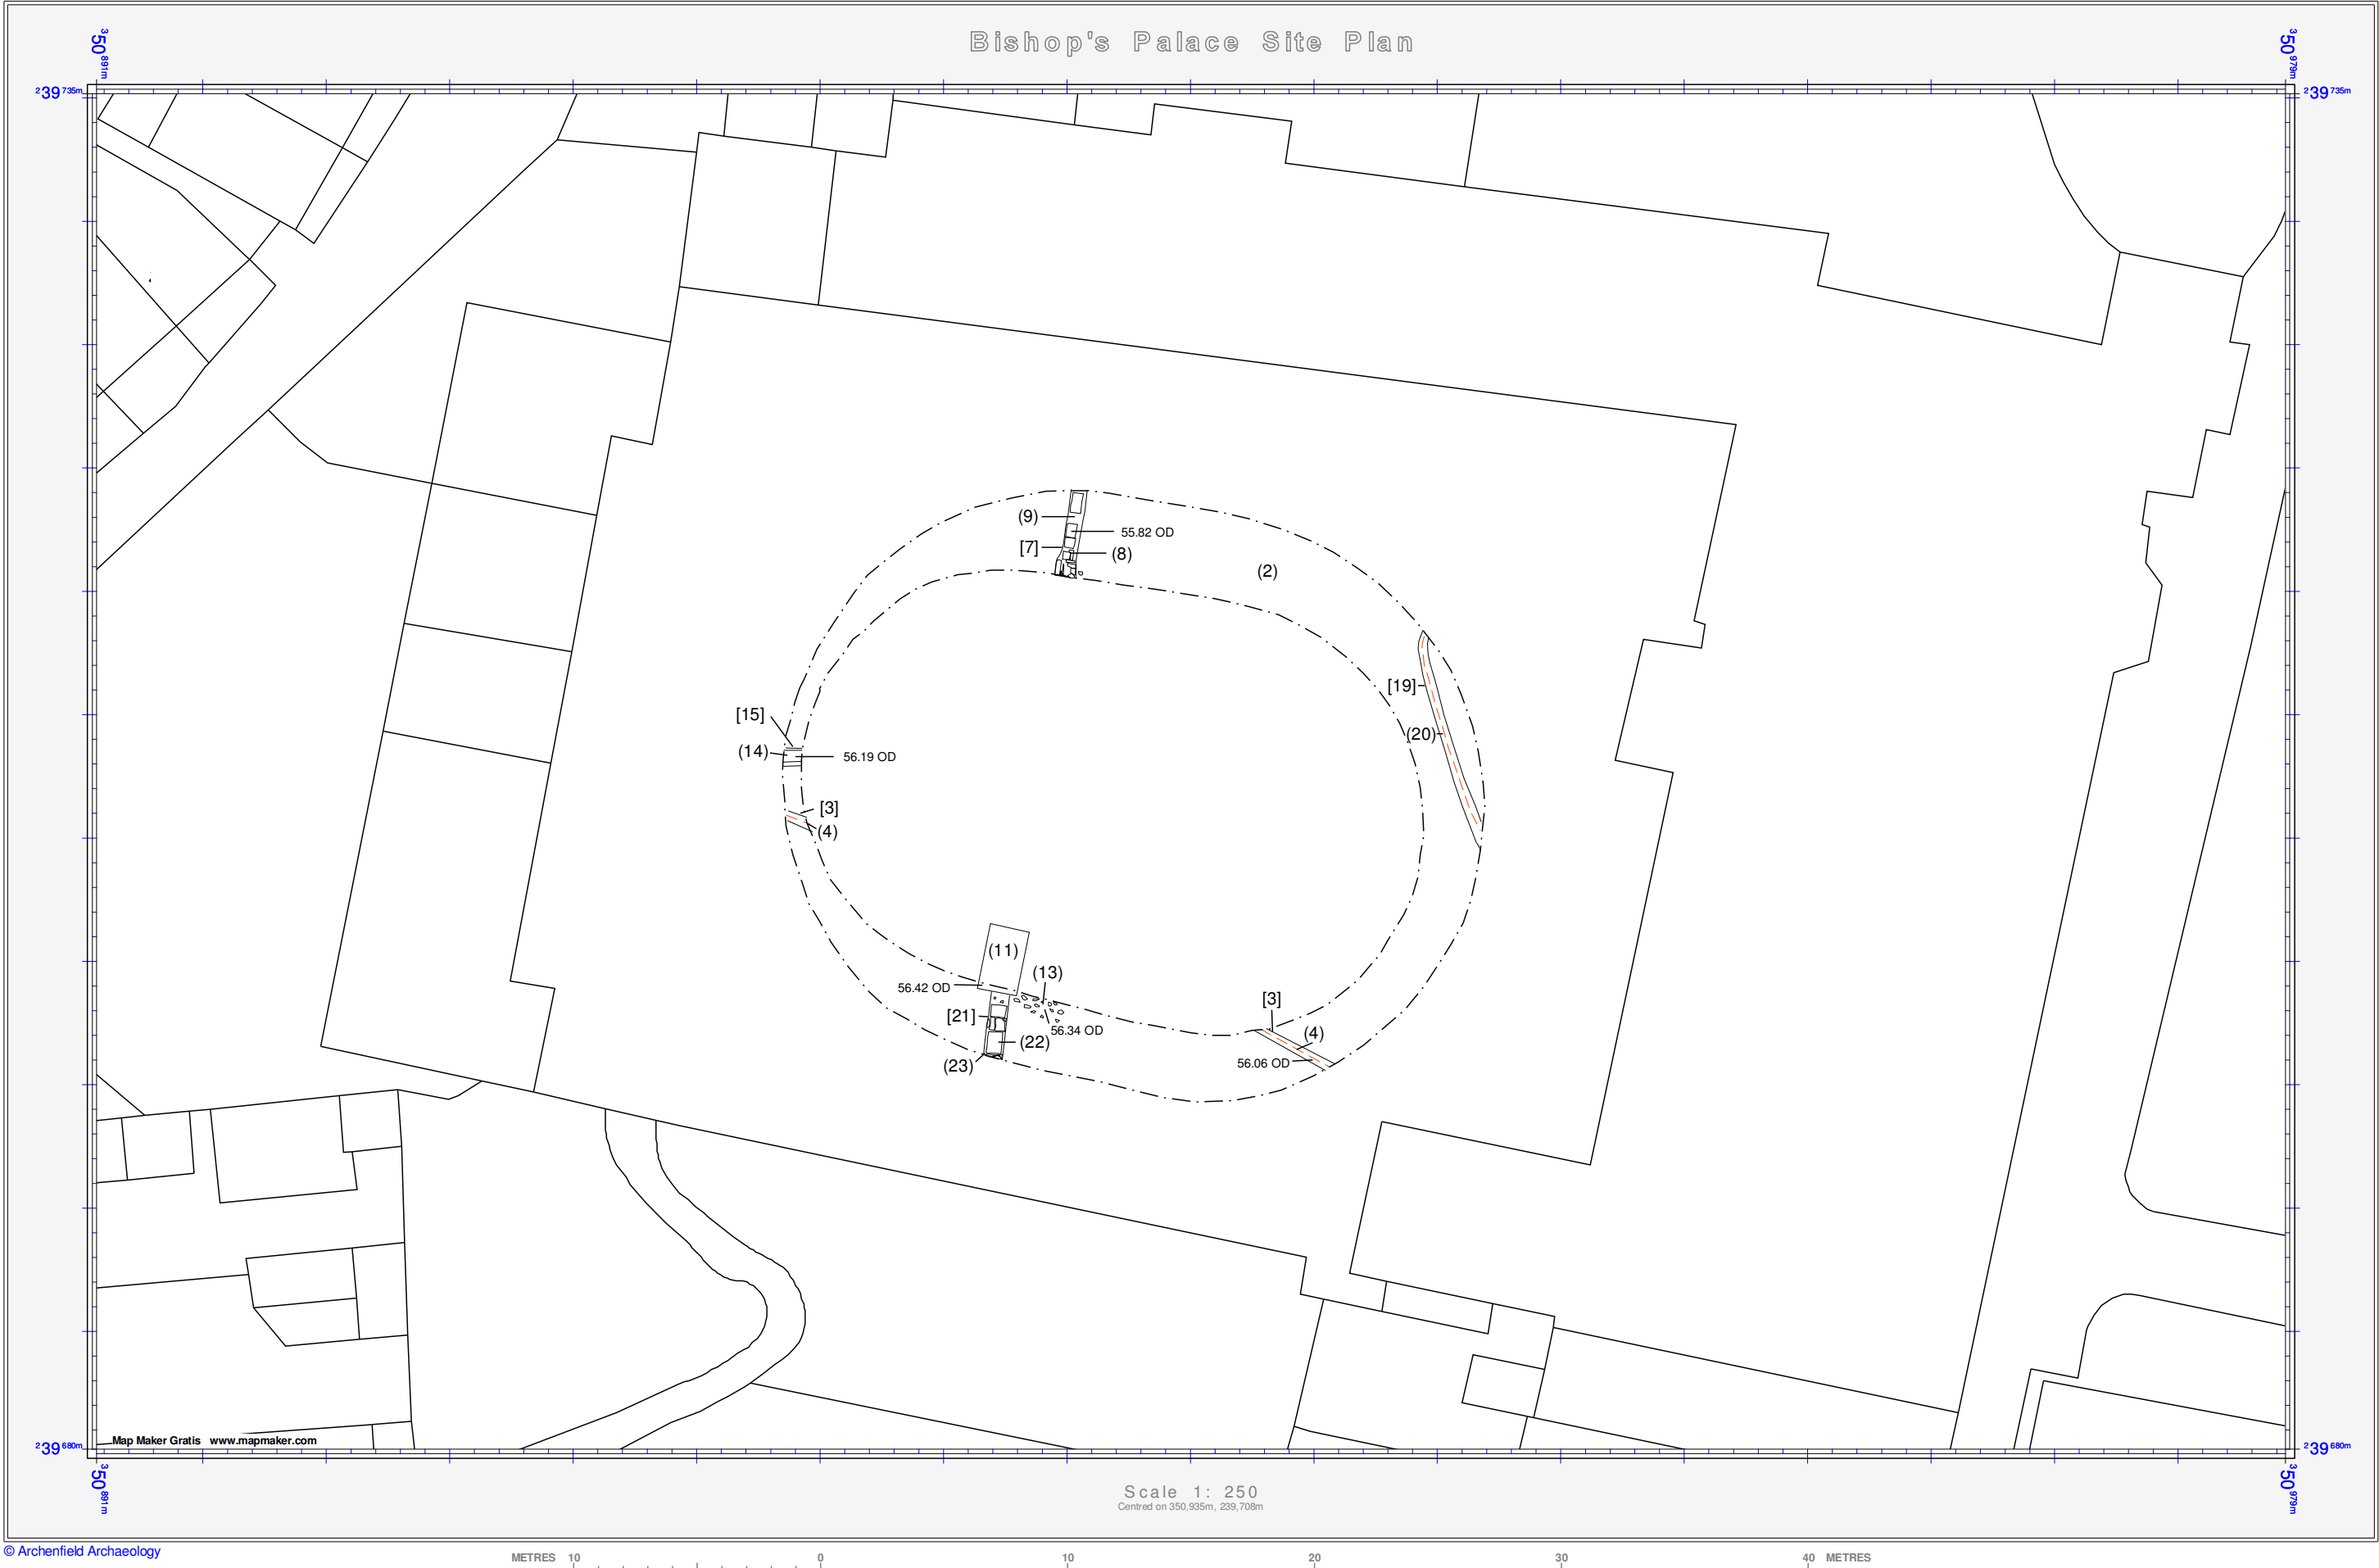 Bishop's Palace Site Plan
³50 891m
³50 979m
²39 735m
²39 735m
(9)
55.82 OD
[7]
(8)
(2)
[19]
[15]
(20)
(14)
56.19 OD
[3]
(4)
(11)
(13)
56.42 OD
[3]
[21]
56.34 OD
(4)
(22)
56.06 OD
(23)
Map Maker Gratis www.mapmaker.com
²39 680m
²39 680m
³50 891m
³50 979m
Scale 1: 250
Centred on 350,935m, 239,708m
© Archenfield Archaeology
METRES 10 0 10 20 30 40 METRES